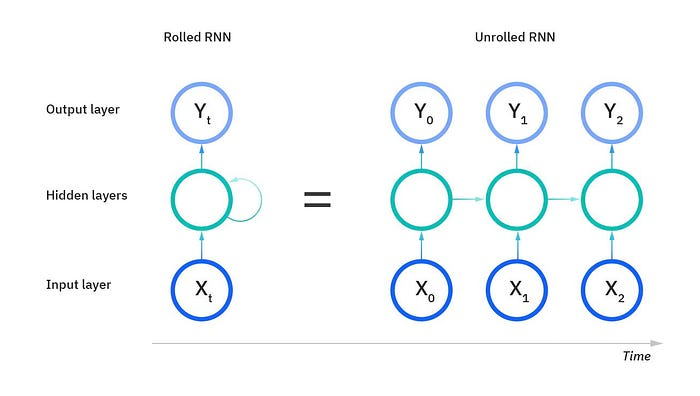 Rolled RNN Unrolled RNN
Output layer Yt Y0 Y1 Y2
Hidden layers =
Input layer Xt X0 X1 X2
Time